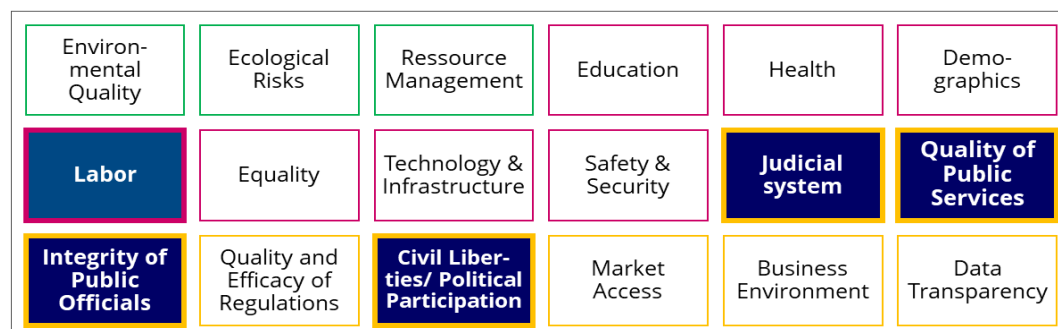 Environ-
mental
Quality
Ecological
Risks
Ressource
Management
Education
Health
Demo-
graphics
Labor
Equality
Technology &
Infrastructure
Safety &
Security
Judicial
system
Quality of
Public
Services
Integrity of
Public
Officials
Quality and
Efficacy of
Regulations
Civil Liber-
ties/ Political
Participation
Market
Access
Business
Environment
Data
Transparency